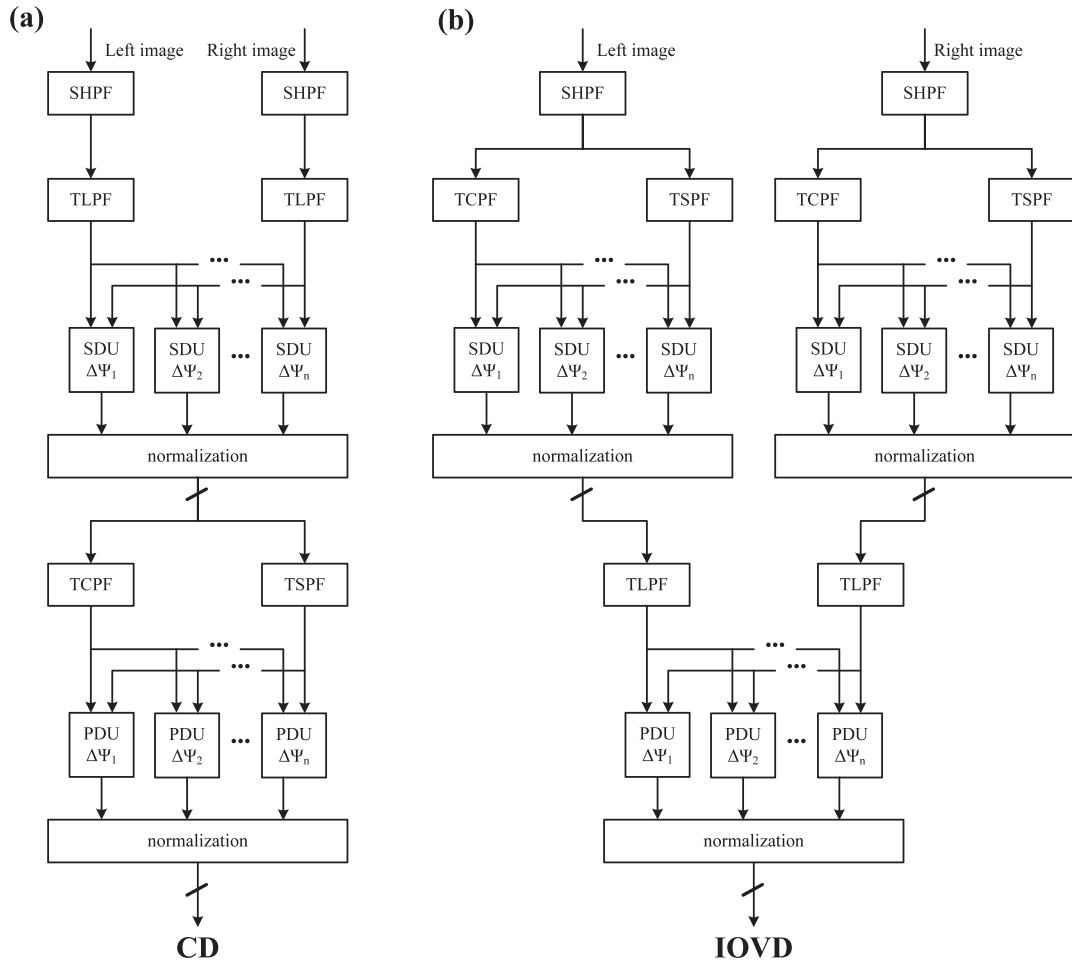 (a)
(b)
Left image Right image
Left image
Right image
SHPF SHPF
SHPF
SHPF
TLPF TLPF
TCPF TSPF
TCPF TSPF
...
...
...
...
...
...
SDU ΔΨ₁
SDU ΔΨ₂
...
SDU ΔΨₙ
SDU ΔΨ₁
SDU ΔΨ₂
...
SDU ΔΨₙ
SDU ΔΨ₁
SDU ΔΨ₂
...
SDU ΔΨₙ
normalization
normalization
normalization
TCPF TSPF
TLPF TLPF
...
...
...
...
PDU ΔΨ₁
PDU ΔΨ₂
...
PDU ΔΨₙ
PDU ΔΨ₁
PDU ΔΨ₂
...
PDU ΔΨₙ
normalization
normalization
CD
IOVD